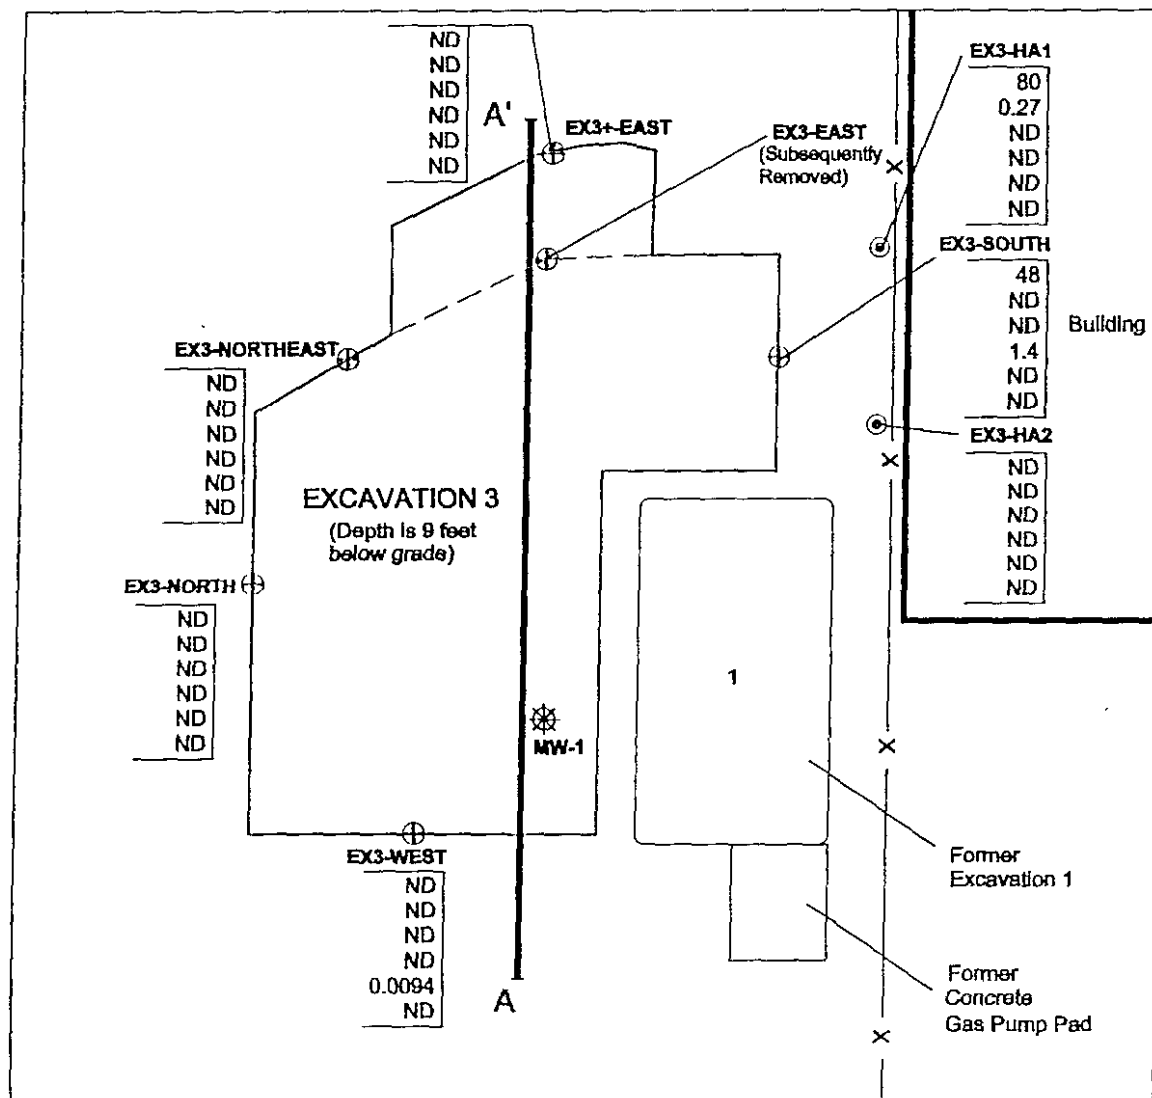 ND
ND
ND
ND
ND
ND
A'
EX3+-EAST
EX3-EAST
(Subsequently
Removed)
EX3-HA1
80
0.27
ND
ND
ND
ND
EX3-SOUTH
48
ND
ND
1.4
ND
ND
Building
EX3-HA2
ND
ND
ND
ND
ND
ND
EX3-NORTHEAST
ND
ND
ND
ND
ND
ND
EXCAVATION 3
(Depth is 9 feet
below grade)
EX3-NORTH
ND
ND
ND
ND
ND
ND
1
MW-1
EX3-WEST
ND
ND
ND
ND
0.0094
ND
A
Former
Excavation 1
Former
Concrete
Gas Pump Pad